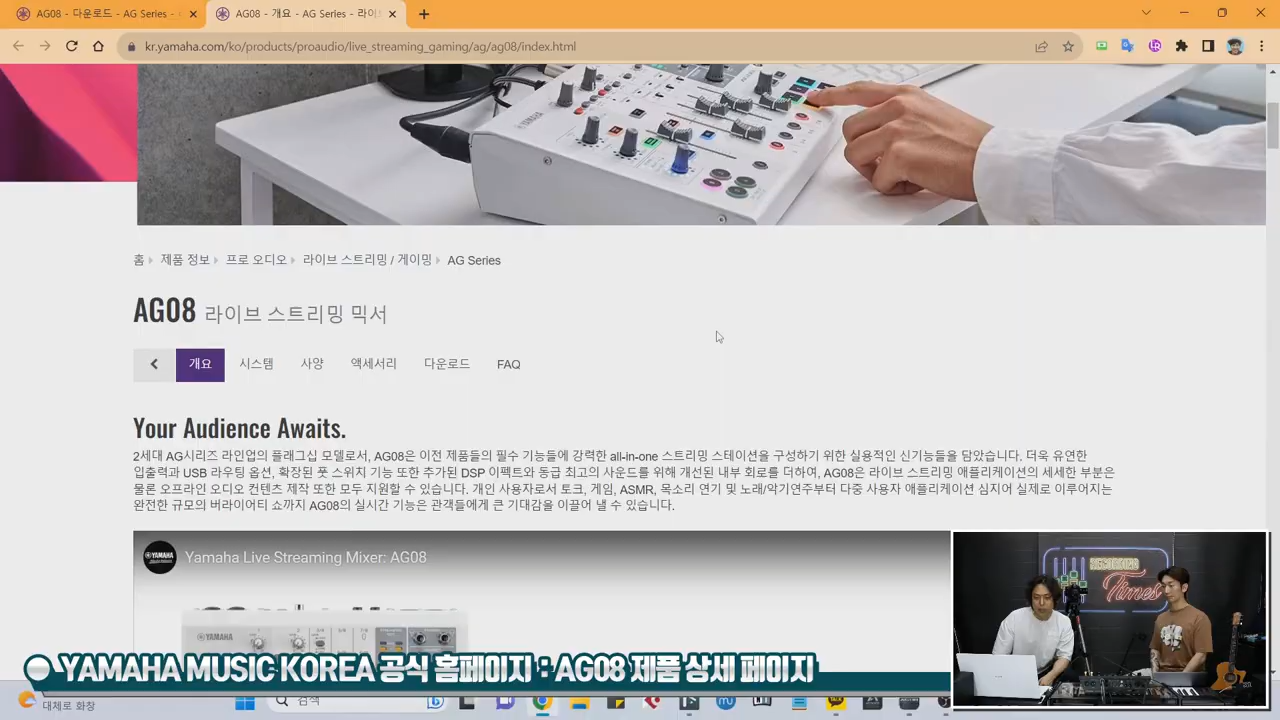 AG08 - 다운로드 - AG Series -
AG08 - 개요 - AG Series - 라이브
kr.yamaha.com/ko/products/proaudio/live_streaming_gaming/ag/ag08/index.html
YAMAHA
홈 제품 정보 프로 오디오 라이브 스트리밍 / 게이밍 AG Series
AG08 라이브 스트리밍 믹서
개요 시스템 사양 액세서리 다운로드 FAQ
Your Audience Awaits.
2세대 AG시리즈 라인업의 플래그십 모델로서, AG08은 이전 제품들의 필수 기능들에 강력한 all-in-one 스트리밍 스테이션을 구성하기 위한 실용적인 신기능들을 담았습니다. 더욱 유연한
입출력과 USB 라우팅 옵션, 확장된 풋 스위치 기능 또한 추가된 DSP 이팩트와 동급 최고의 사운드를 위해 개선된 내부 회로를 더하여, AG08은 라이브 스트리밍 애플리케이션의 세세한 부분은
물론 오프라인 오디오 컨텐츠 제작 또한 모두 지원할 수 있습니다. 개인 사용자로서 토크, 게임, ASMR, 목소리 연기 및 노래/악기연주부터 다중 사용자 애플리케이션 심지어 실제로 이루어지는
완전한 규모의 버라이어티 쇼까지 AG08의 실시간 기능은 관객들에게 큰 기대감을 이끌어 낼 수 있습니다.
YAMAHA
Yamaha Live Streaming Mixer: AG08
YAMAHA
RECORDING
Times
YAMAHA MUSIC KOREA 공식 홈페이지 : AG08 제품 상세 페이지
대체로 화창
검색